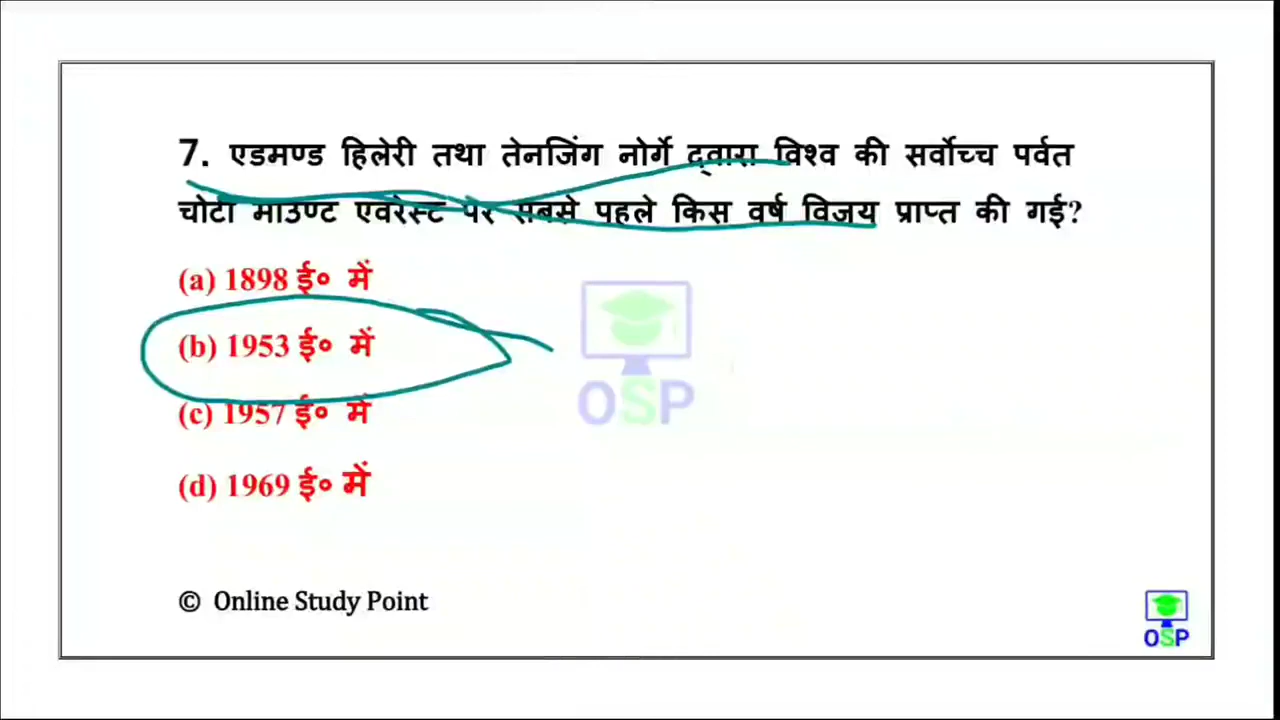 7. एडमण्ड हिलेरी तथा तेनजिंग नोर्गे द्वारा विश्व की सर्वोच्च पर्वत
चोटी माउण्ट एवरेस्ट पर सबसे पहले किस वर्ष विजय प्राप्त की गई?
(a) 1898 ई० में
(b) 1953 ई० में
(c) 1957 ई० में
(d) 1969 ई० में
OSP
© Online Study Point
OSP